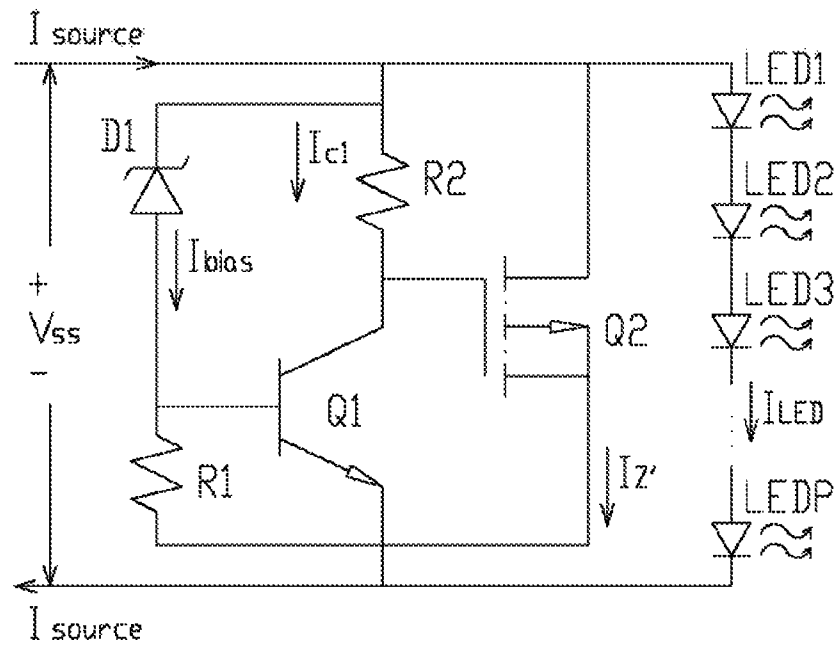 I source
LED1
D1
Ic1
R2
LED2
Ibias
LED3
+
Vss
-
Q2
Q1
ILED
R1
Iz'
LEDP
I source